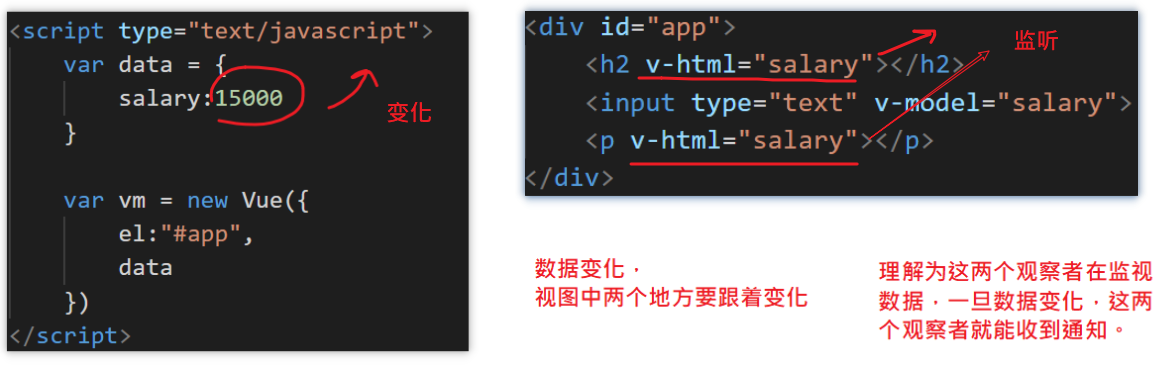 <script type="text/javascript">
var data = {
salary:15000
}
var vm = new Vue({
el:"#app",
data
})
</script>
变化
<div id="app">
<h2 v-html="salary"></h2>
<input type="text" v-model="salary">
<p v-html="salary"></p>
</div>
监听
数据变化，
视图中两个地方要跟着变化
理解为这两个观察者在监视
数据，一旦数据变化，这两
个观察者就能收到通知。